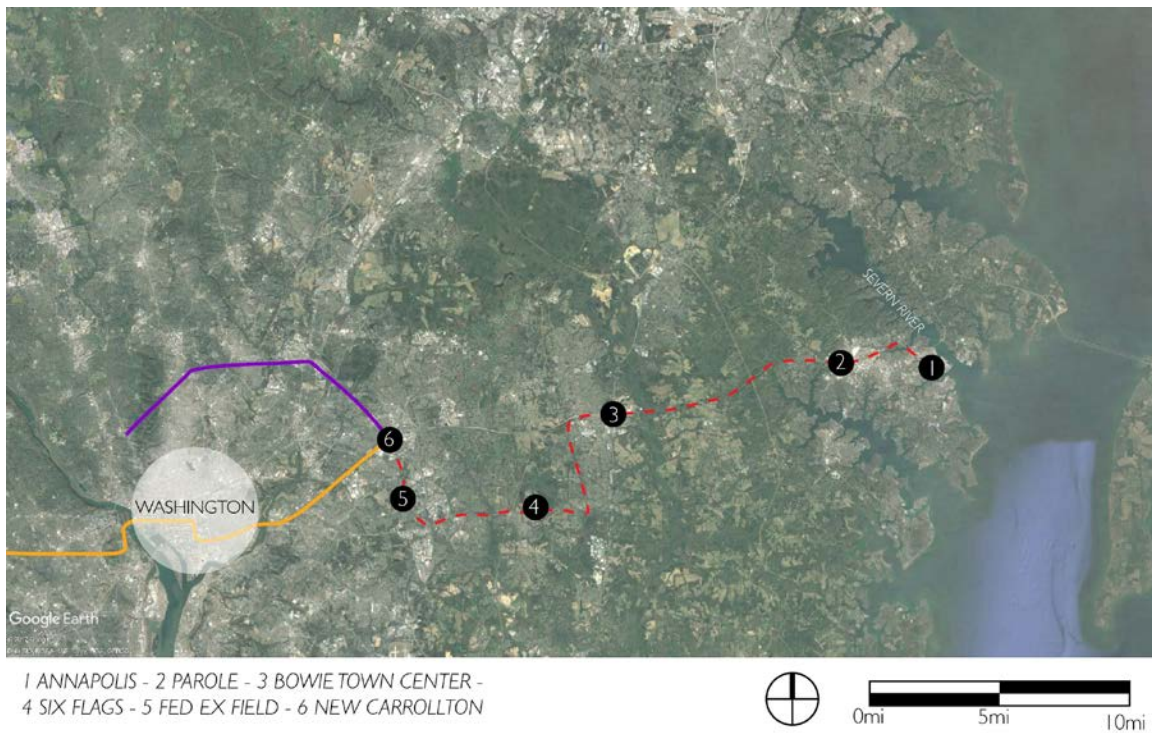 SEVERN RIVER
2
1
3
6
5
4
WASHINGTON
Google Earth
1 ANNAPOLIS - 2 PAROLE - 3 BOWIE TOWN CENTER -
4 SIX FLAGS - 5 FED EX FIELD - 6 NEW CARROLLTON
0mi 5mi 10mi